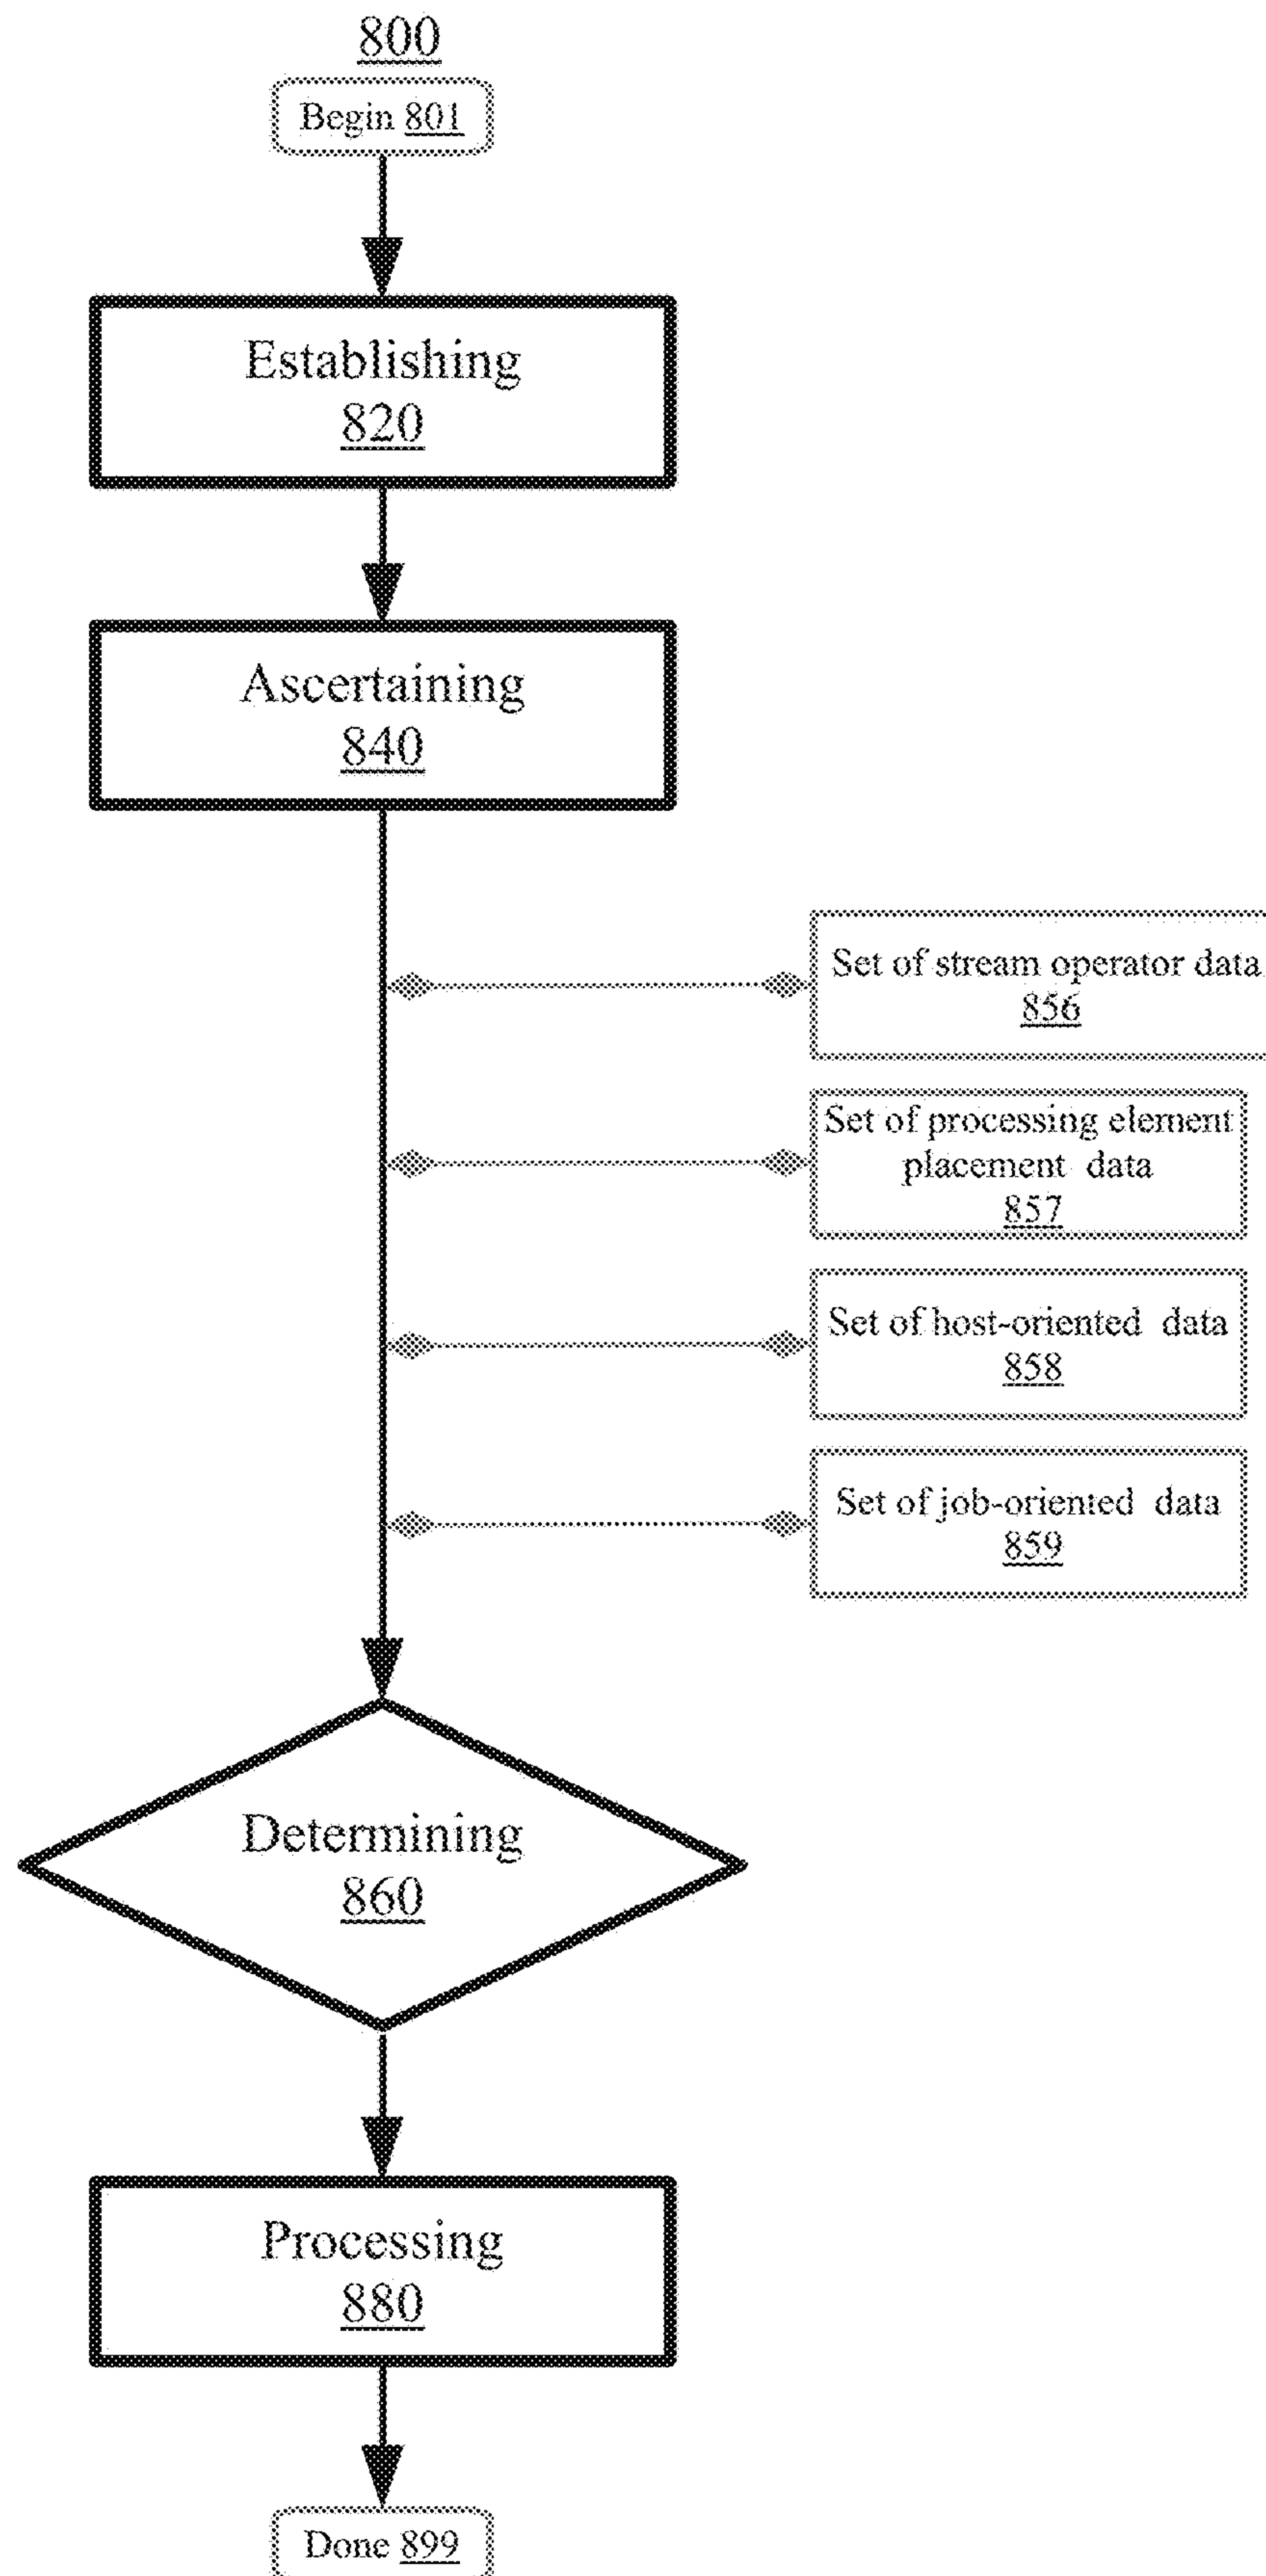 800
Begin 801
Establishing
820
Ascertaining
840
Set of stream operator data
856
Set of processing element
placement data
857
Set of host-oriented data
858
Set of job-oriented data
859
Determining
860
Processing
880
Done 899